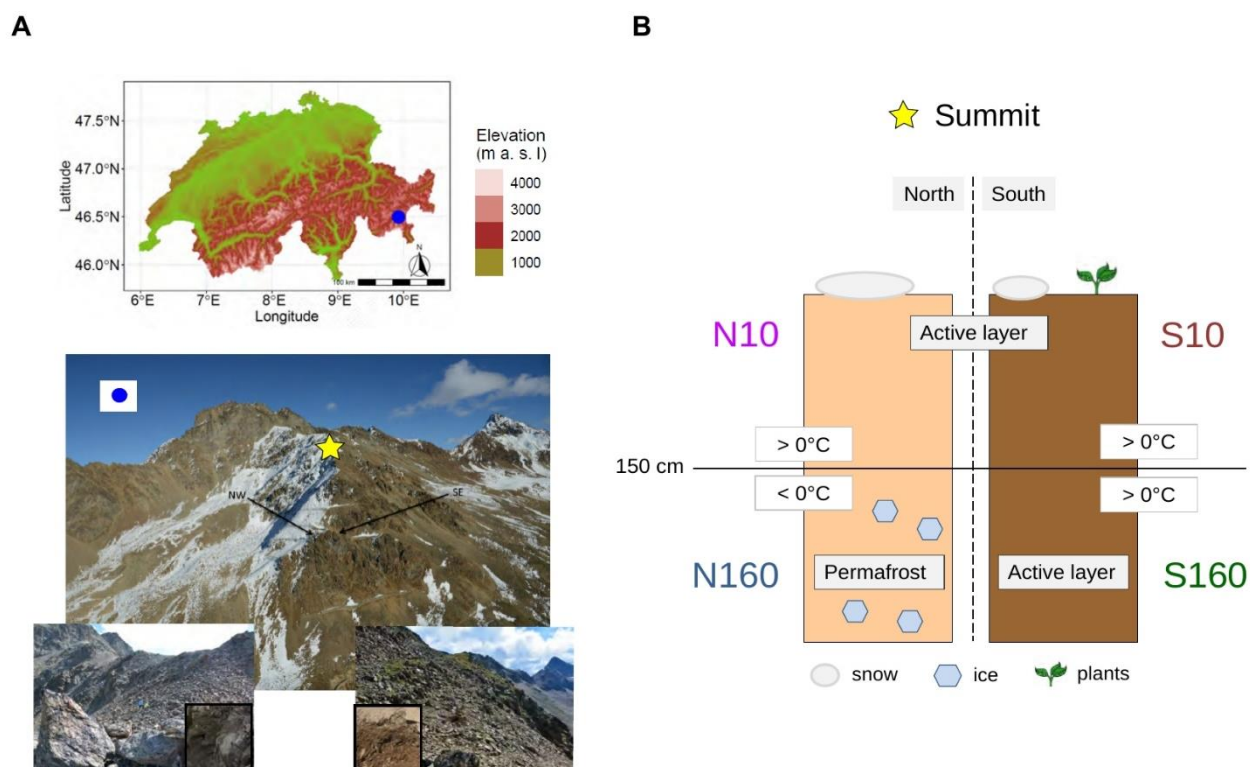 A
47.5°N
47.0°N
46.5°N
46.0°N
Latitude
6°E 7°E 8°E 9°E 10°E
Longitude
Elevation
(m a. s. l)
4000
3000
2000
1000
N
100 km
NW
SE
B
Summit
North
South
N10
Active layer
S10
> 0°C
> 0°C
150 cm
< 0°C
> 0°C
N160
Permafrost
Active layer
S160
snow
ice
plants